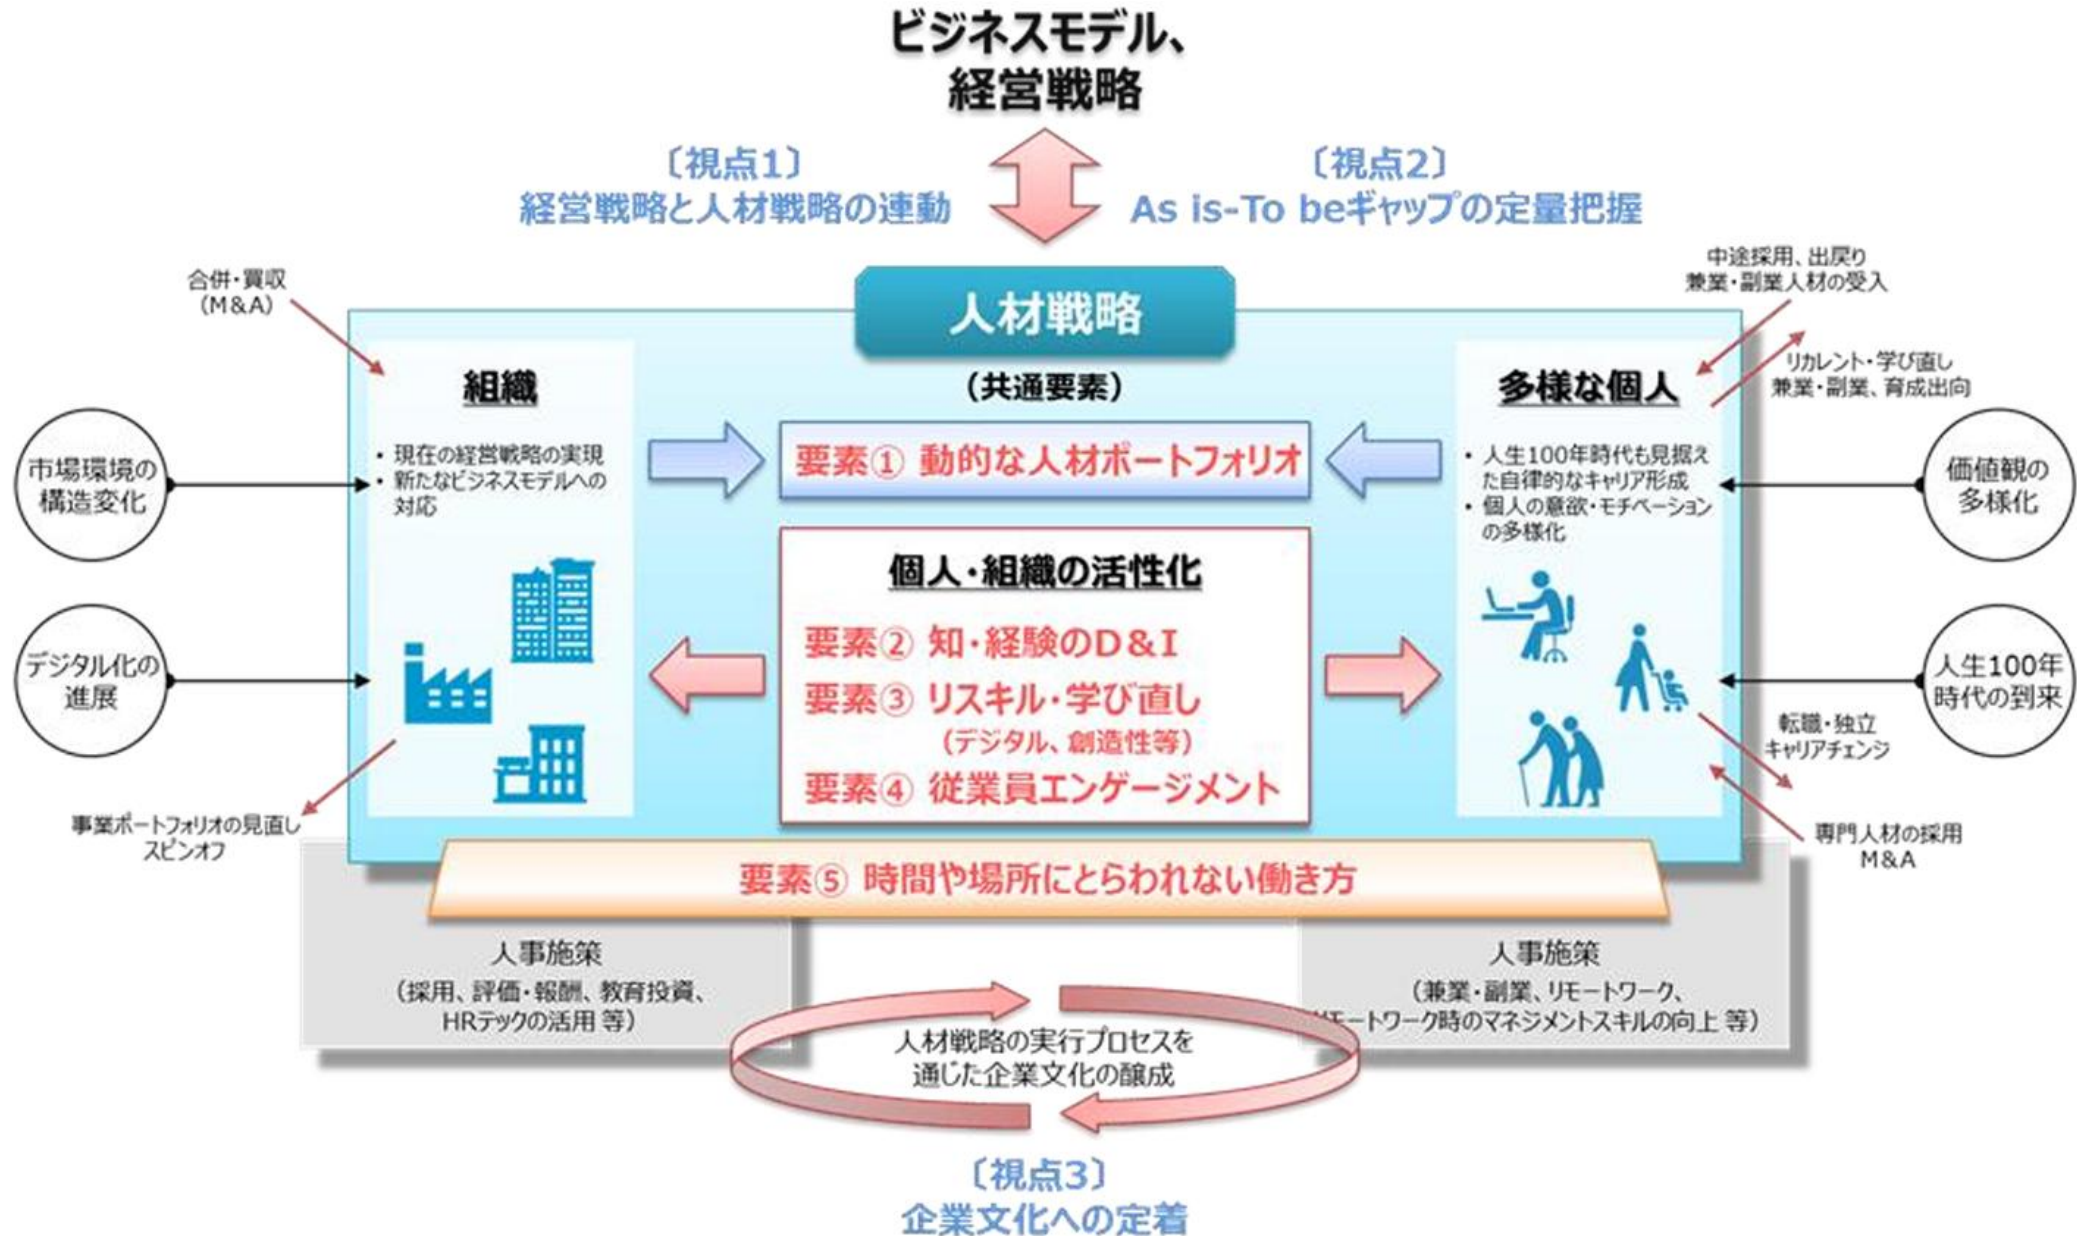 ビジネスモデル、
経営戦略
〔視点1〕
経営戦略と人材戦略の連動
〔視点2〕
As is-To beギャップの定量把握
合併・買収
（M＆A）
中途採用、出戻り
兼業・副業人材の受入
人材戦略
（共通要素）
組織
・ 現在の経営戦略の実現
・ 新たなビジネスモデルへの
対応
要素① 動的な人材ポートフォリオ
多様な個人
・ 人生100年時代も見据え
た自律的なキャリア形成
・ 個人の意欲・モチベーション
の多様化
リカレント・学び直し
兼業・副業、育成出向
市場環境の
構造変化
価値観の
多様化
個人・組織の活性化
要素② 知・経験のD＆I
要素③ リスキル・学び直し
（デジタル、創造性等）
要素④ 従業員エンゲージメント
デジタル化の
進展
人生100年
時代の到来
転職・独立
キャリアチェンジ
事業ポートフォリオの見直し
スピンオフ
専門人材の採用
M＆A
要素⑤ 時間や場所にとらわれない働き方
人事施策
（採用、評価・報酬、教育投資、
HRテックの活用 等）
人事施策
（兼業・副業、リモートワーク、
リモートワーク時のマネジメントスキルの向上 等）
人材戦略の実行プロセスを
通じた企業文化の醸成
〔視点3〕
企業文化への定着